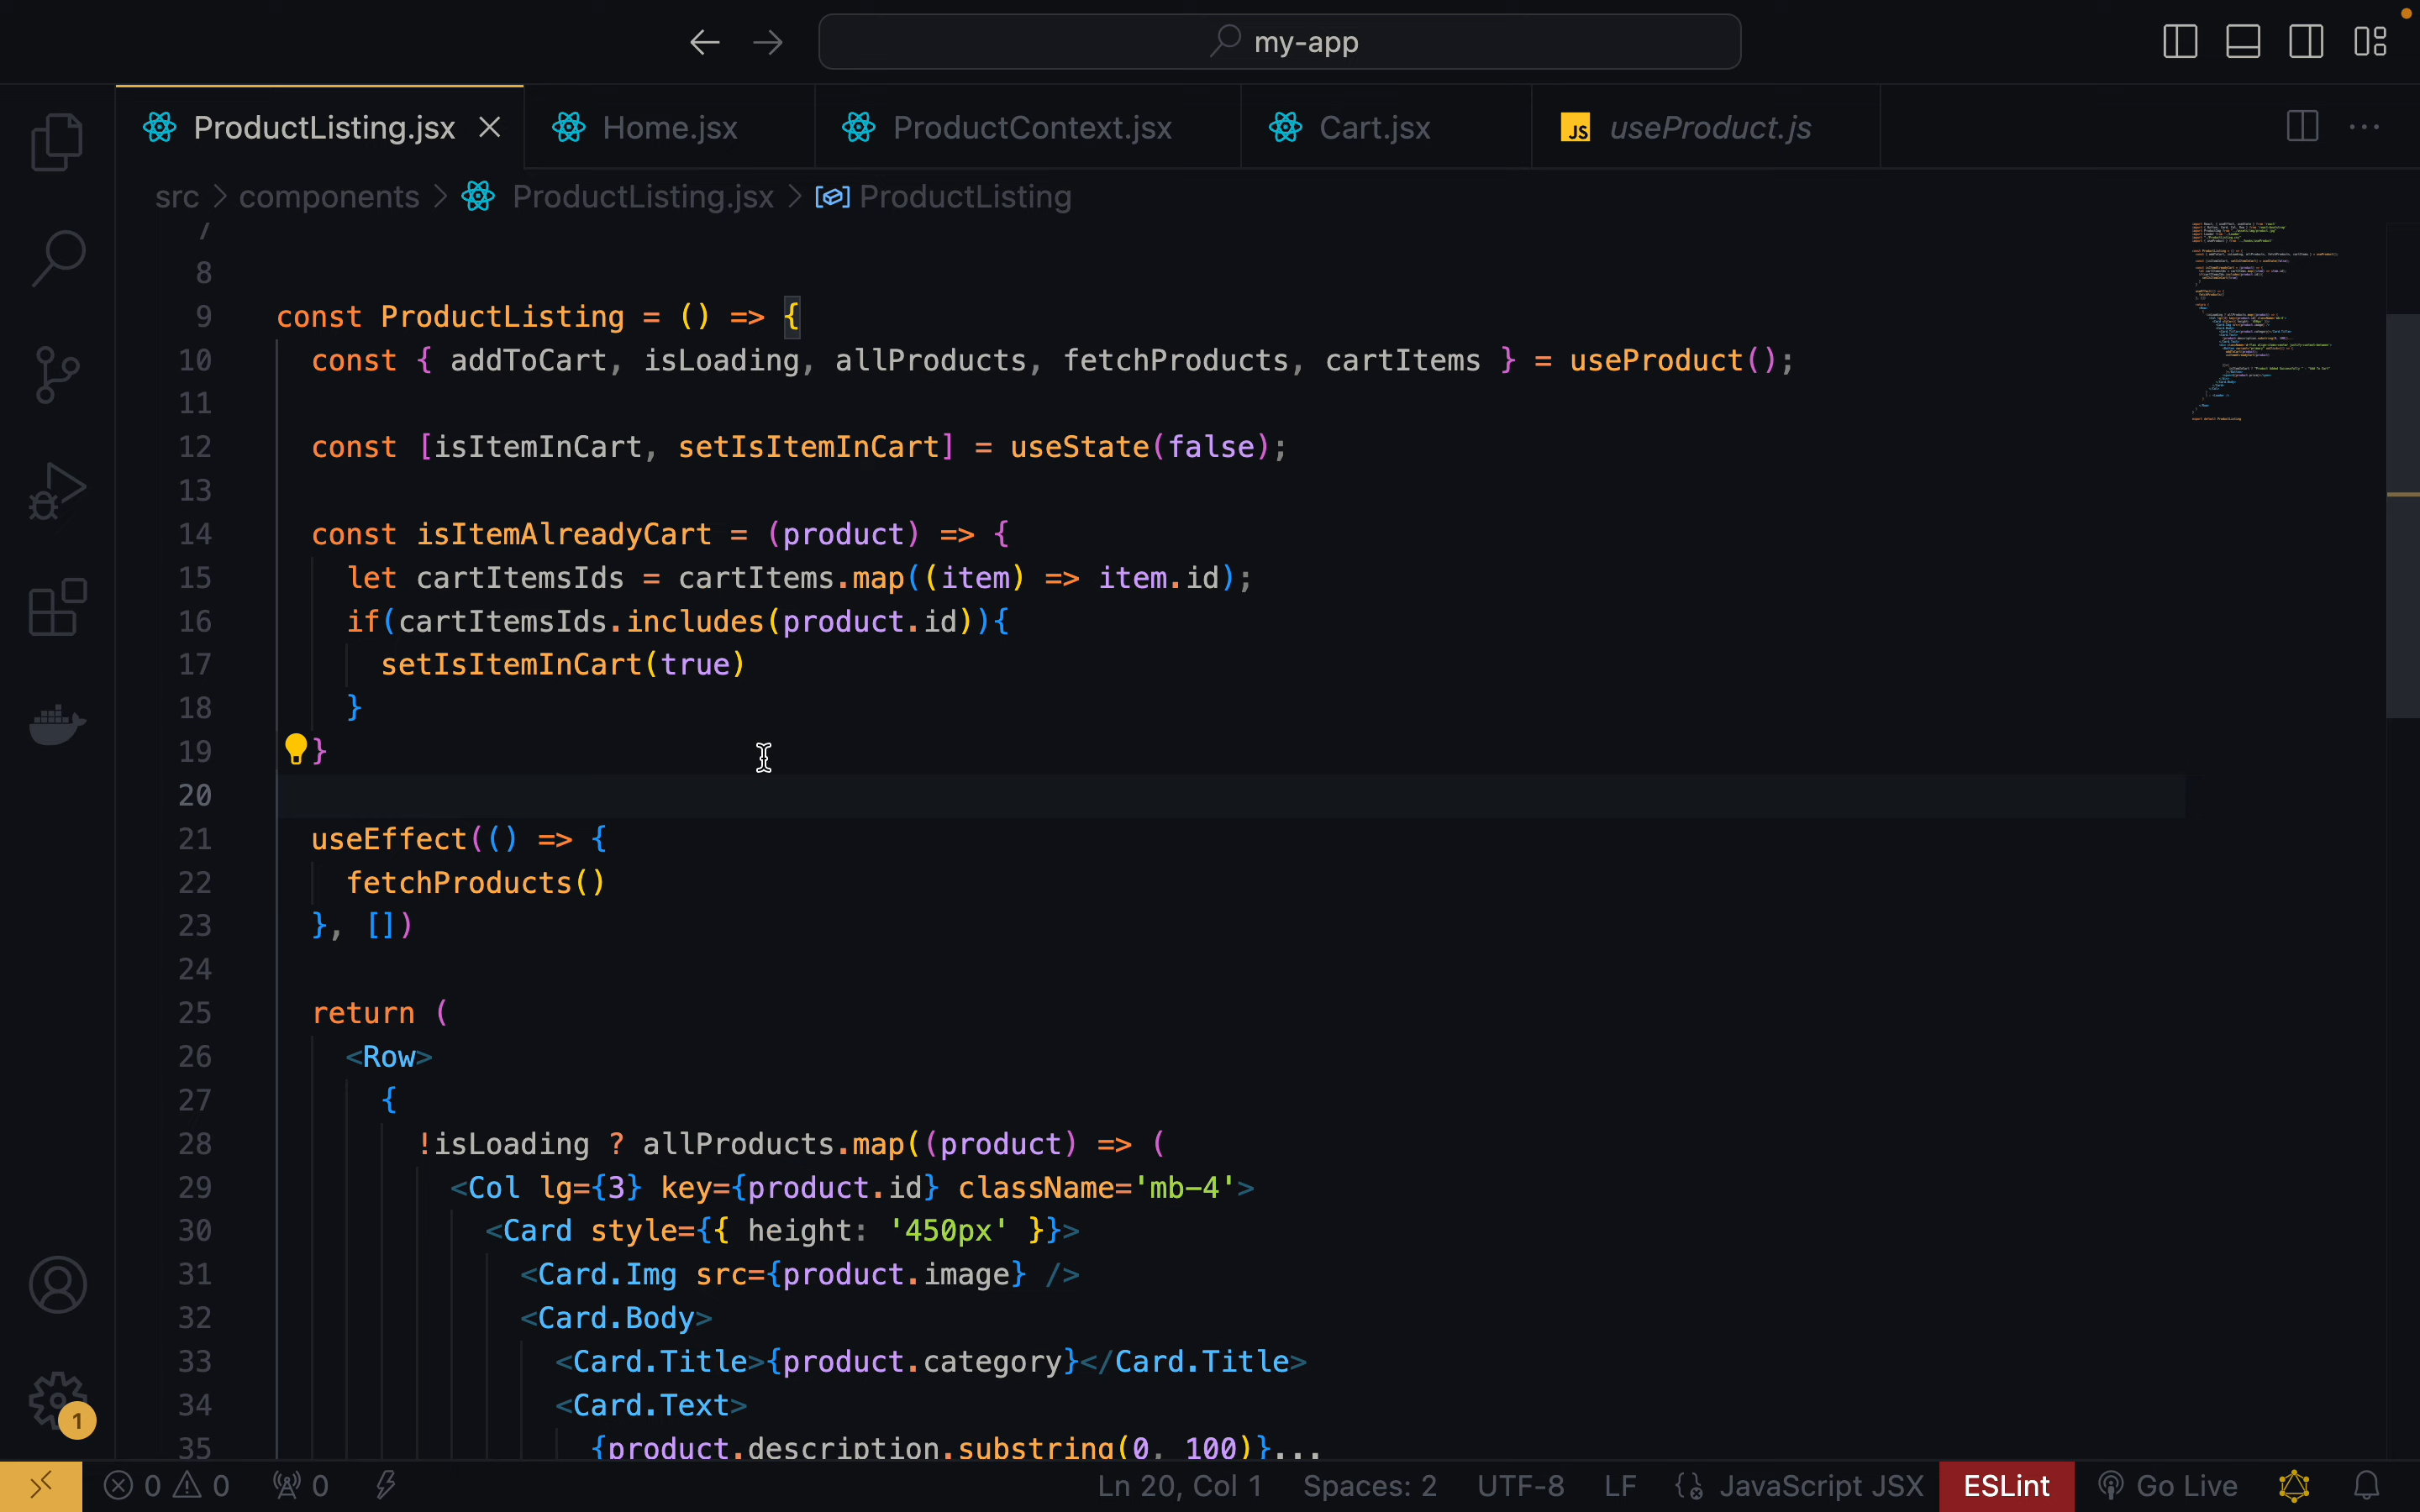 my-app
ProductListing.jsx Home.jsx ProductContext.jsx Cart.jsx JS useProduct.js
src > components > ProductListing.jsx > ProductListing
7
8
9 const ProductListing = () => {
10 const { addToCart, isLoading, allProducts, fetchProducts, cartItems } = useProduct();
11
12 const [isItemInCart, setIsItemInCart] = useState(false);
13
14 const isItemAlreadyCart = (product) => {
15 let cartItemsIds = cartItems.map((item) => item.id);
16 if(cartItemsIds.includes(product.id)){
17 setIsItemInCart(true)
18 }
19 }
20
21 useEffect(() => {
22 fetchProducts()
23 }, [])
24
25 return (
26 <Row>
27 {
28 !isLoading ? allProducts.map((product) => (
29 <Col lg={3} key={product.id} className='mb-4'>
30 <Card style={{ height: '450px' }}>
31 <Card.Img src={product.image} />
32 <Card.Body>
33 <Card.Title>{product.category}</Card.Title>
34 <Card.Text>
35 {product.description.substring(0, 100)}...
1
0 0 0 Ln 20, Col 1 Spaces: 2 UTF-8 LF JavaScript JSX ESLint Go Live